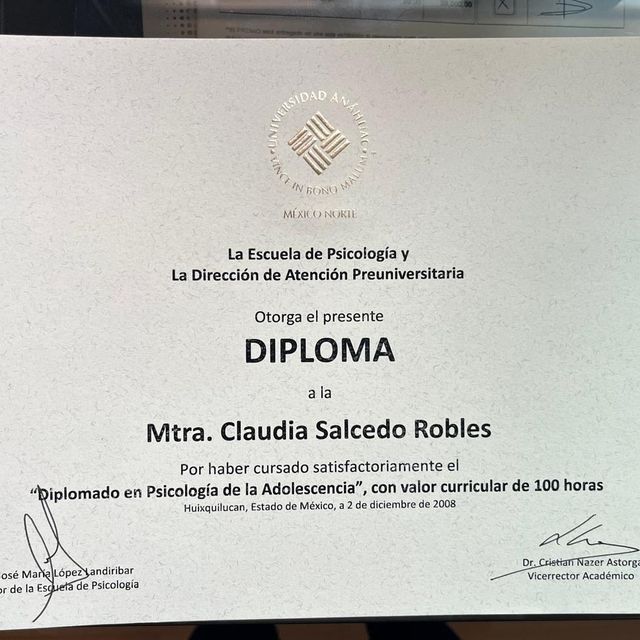 UNIVERSIDAD ANÁHUAC
VINCE IN BONO MALUM
MÉXICO NORTE
La Escuela de Psicología y
La Dirección de Atención Preuniversitaria
Otorga el presente
DIPLOMA
a la
Mtra. Claudia Salcedo Robles
Por haber cursado satisfactoriamente el
“Diplomado en Psicología de la Adolescencia”, con valor curricular de 100 horas
Huixquilucan, Estado de México, a 2 de diciembre de 2008
osé María López Landiribar
or de la Escuela de Psicología
Dr. Cristian Nazer Astorga
Vicerrector Académico